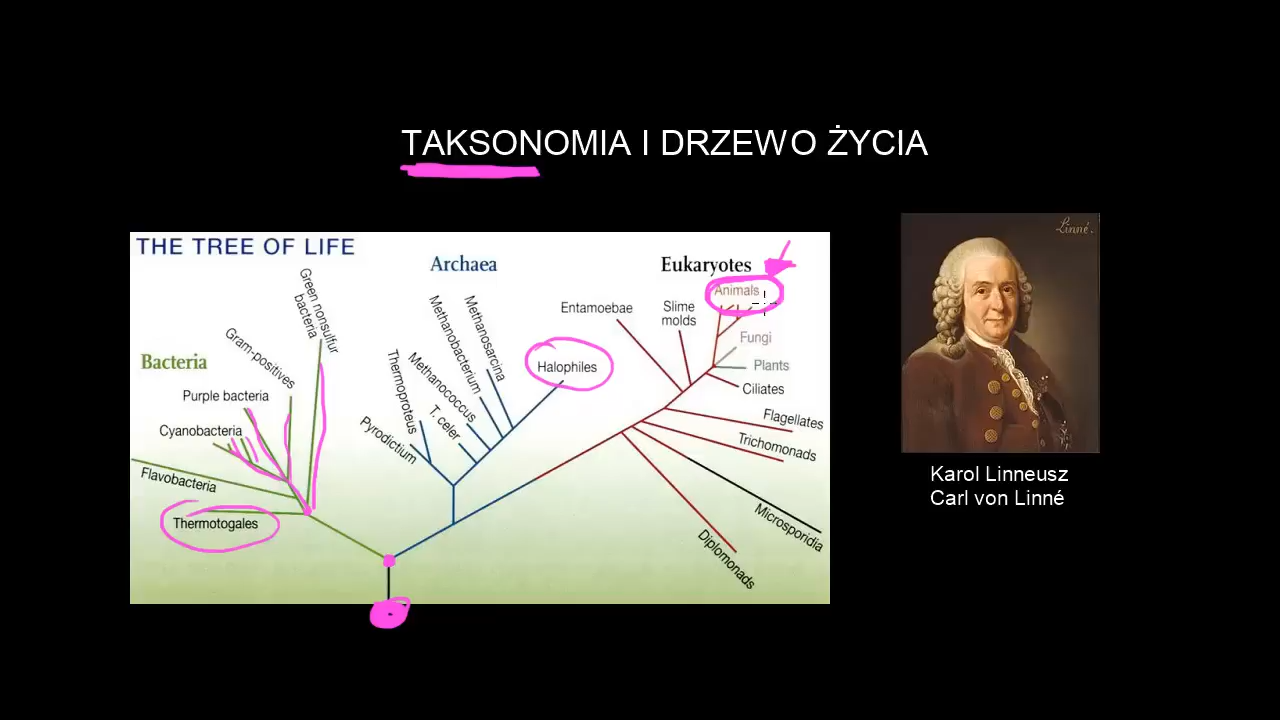 TAKSONOMIA I DRZEWO ŻYCIA
THE TREE OF LIFE
Bacteria
Green nonsulfur
bacteria
Gram-positives
Purple bacteria
Cyanobacteria
Flavobacteria
Thermotogales
Archaea
Methanosarcina
Methanobacterium
Methanococcus
Thermoproteus
T. celer
Pyrodictium
Halophiles
Eukaryotes
Animals
Entamoebae
Slime
molds
Fungi
Plants
Ciliates
Flagellates
Trichomonads
Microsporidia
Diplomonads
Linné.
Karol Linneusz
Carl von Linné